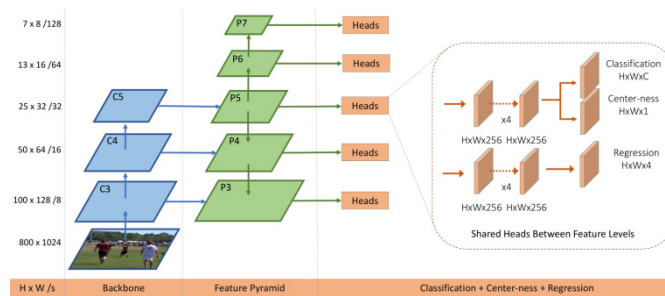 7 x 8 /128
13 x 16 /64
25 x 32 /32
50 x 64 /16
100 x 128 /8
800 x 1024
C5
C4
C3
P7
P6
P5
P4
P3
Heads
Heads
Heads
Heads
Heads
Classification
HxWxC
Center-ness
HxWx1
x4
HxWx256 HxWx256
Regression
HxWx4
x4
HxWx256 HxWx256
Shared Heads Between Feature Levels
H x W /s Backbone Feature Pyramid Classification + Center-ness + Regression